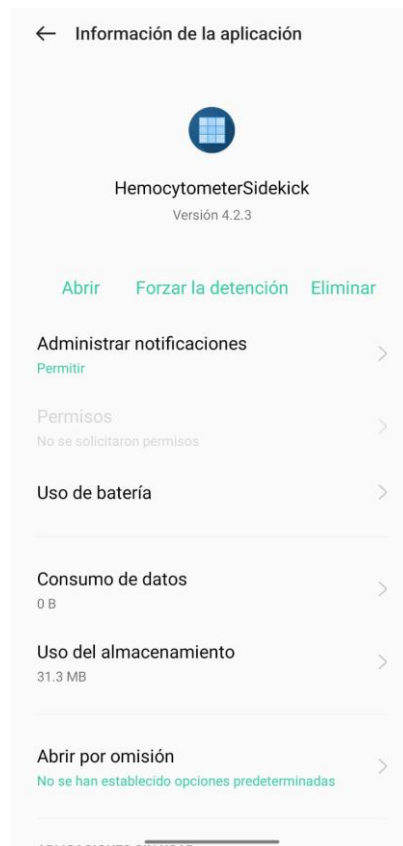 Información de la aplicación
HemocytometerSidekick
Versión 4.2.3
Abrir Forzar la detención Eliminar
Administrar notificaciones
Permitir
Permisos
No se solicitaron permisos
Uso de batería
Consumo de datos
0 B
Uso del almacenamiento
31.3 MB
Abrir por omisión
No se han establecido opciones predeterminadas